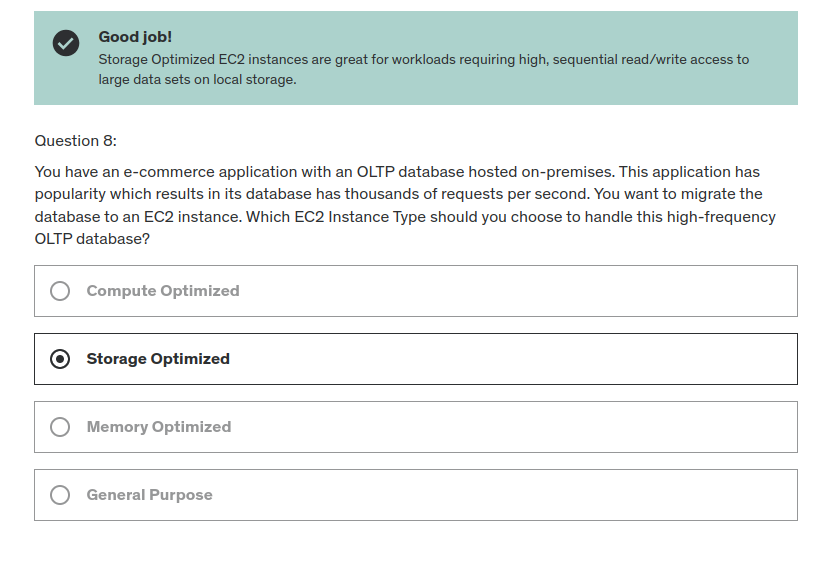 Good job!
Storage Optimized EC2 instances are great for workloads requiring high, sequential read/write access to
large data sets on local storage.
Question 8:
You have an e-commerce application with an OLTP database hosted on-premises. This application has
popularity which results in its database has thousands of requests per second. You want to migrate the
database to an EC2 instance. Which EC2 Instance Type should you choose to handle this high-frequency
OLTP database?
Compute Optimized
Storage Optimized
Memory Optimized
General Purpose